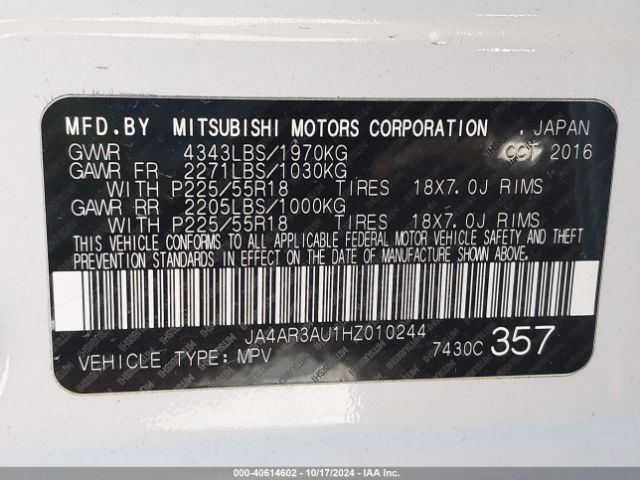 MFD.BY MITSUBISHI MOTORS CORPORATION , JAPAN
GVWR 4343LBS/1970KG OCT 2016
GAWR FR 2271LBS/1030KG
WITH P225/55R18 TIRES 18X7.0J RIMS
GAWR RR 2205LBS/1000KG
WITH P225/55R18 TIRES 18X7.0J RIMS
THIS VEHICLE CONFORMS TO ALL APPLICABLE FEDERAL MOTOR VEHICLE SAFETY AND THEFT
PREVENTION STANDARDS IN EFFECT ON THE DATE OF MANUFACTURE SHOWN ABOVE.
JA4AR3AU1HZ010244
VEHICLE TYPE: MPV 7430C 357
000-40614602 - 10/17/2024 - IAA Inc.